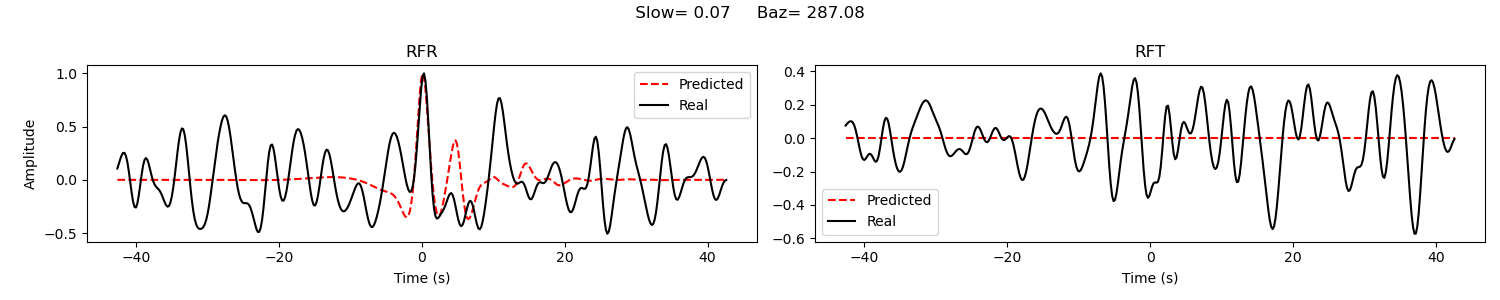 Slow= 0.07 Baz= 287.08
RFR
RFT
Amplitude
1.0
0.5
0.0
−0.5
Predicted
Real
−40
−20
0
20
40
Time (s)
0.4
0.2
0.0
−0.2
−0.4
−0.6
Predicted
Real
−40
−20
0
20
40
Time (s)